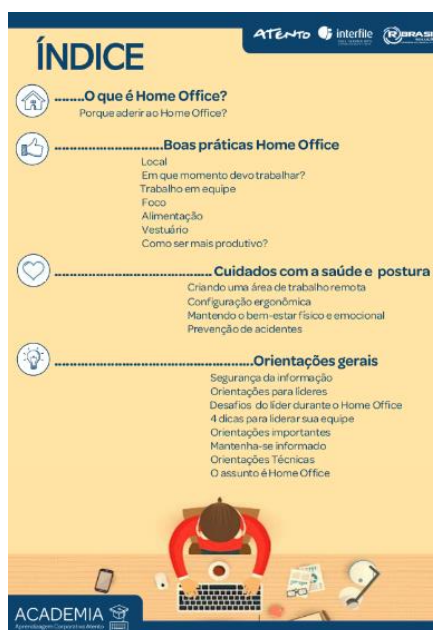 ATENTO interfile RBRASIL
ÍNDICE
........O que é Home Office?
Porque aderir ao Home Office?
..........................Boas práticas Home Office
Local
Em que momento devo trabalhar?
Trabalho em equipe
Foco
Alimentação
Vestuário
Como ser mais produtivo?
...................................... Cuidados com a saúde e postura
Criando uma área de trabalho remota
Configuração ergonômica
Mantendo o bem-estar físico e emocional
Prevenção de acidentes
................................................Orientações gerais
Segurança da informação
Orientações para líderes
Desafios do líder durante o Home Office
4 dicas para liderar sua equipe
Orientações importantes
Mantenha-se informado
Orientações Técnicas
O assunto é Home Office
ACADEMIA
Aprendizagem Corporativa Atento